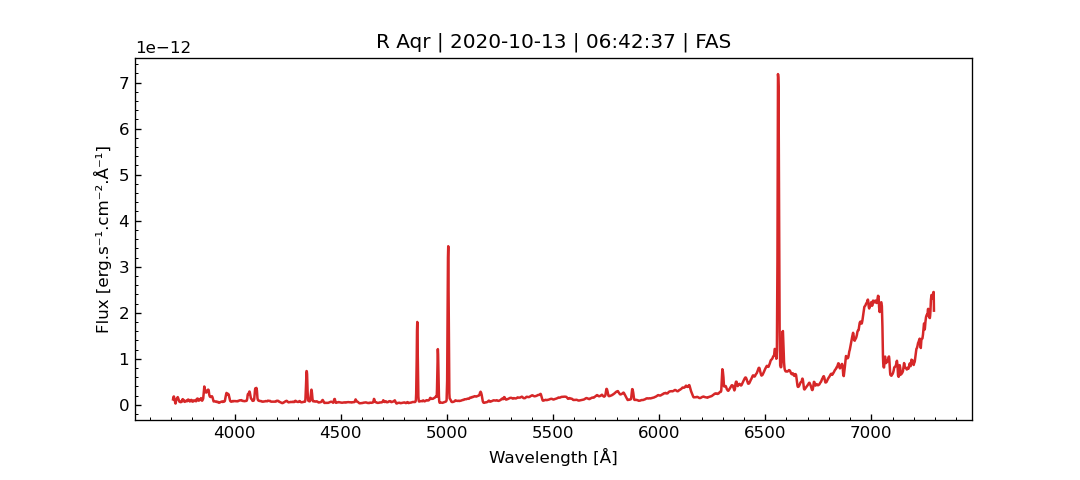 R Aqr | 2020-10-13 | 06:42:37 | FAS
1e−12
7
6
5
4
3
2
1
0
Flux [erg.s⁻¹.cm⁻².Å⁻¹]
4000 4500 5000 5500 6000 6500 7000
Wavelength [Å]